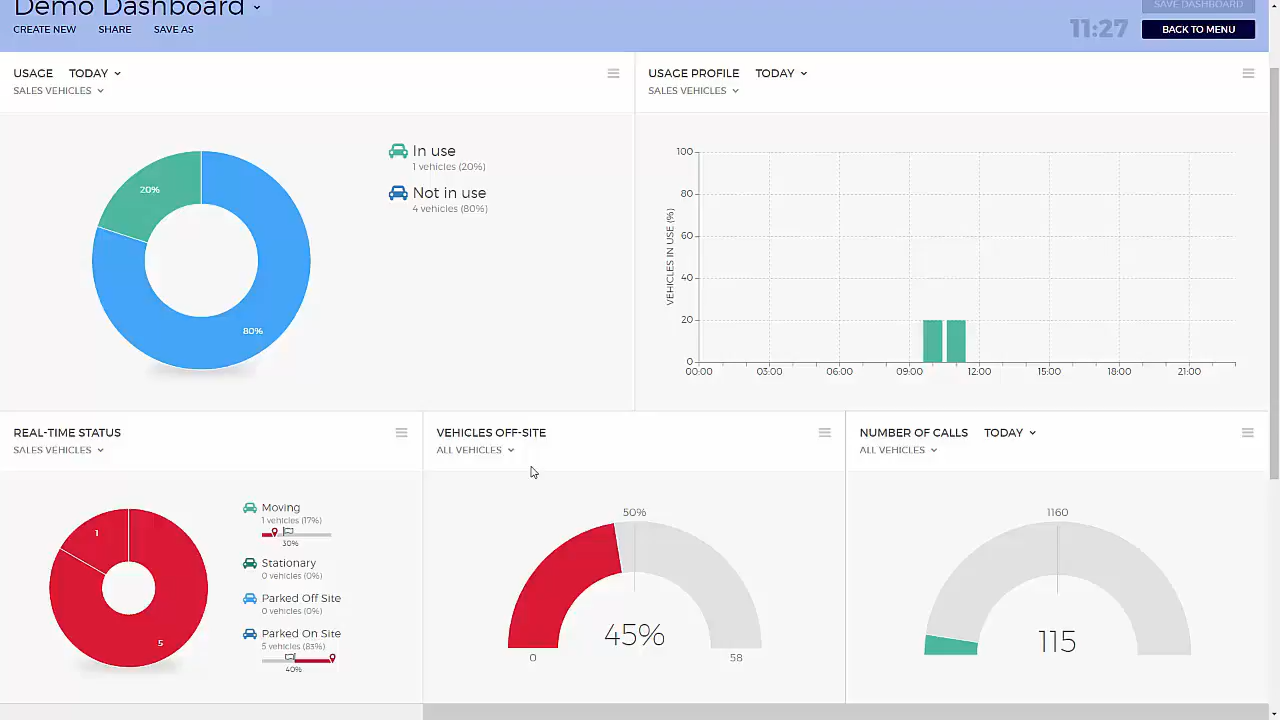 Demo Dashboard
CREATE NEW SHARE SAVE AS
11:27
SAVE DASHBOARD
BACK TO MENU
USAGE TODAY
SALES VEHICLES
20%
80%
In use
1 vehicles (20%)
Not in use
4 vehicles (80%)
USAGE PROFILE TODAY
SALES VEHICLES
VEHICLES IN USE (%)
100
80
60
40
20
0
00:00 03:00 06:00 09:00 12:00 15:00 18:00 21:00
REAL-TIME STATUS
SALES VEHICLES
1
5
Moving
1 vehicles (17%)
30%
Stationary
0 vehicles (0%)
Parked Off Site
0 vehicles (0%)
Parked On Site
5 vehicles (83%)
40%
VEHICLES OFF-SITE
ALL VEHICLES
50%
45%
0 58
NUMBER OF CALLS TODAY
ALL VEHICLES
1160
115